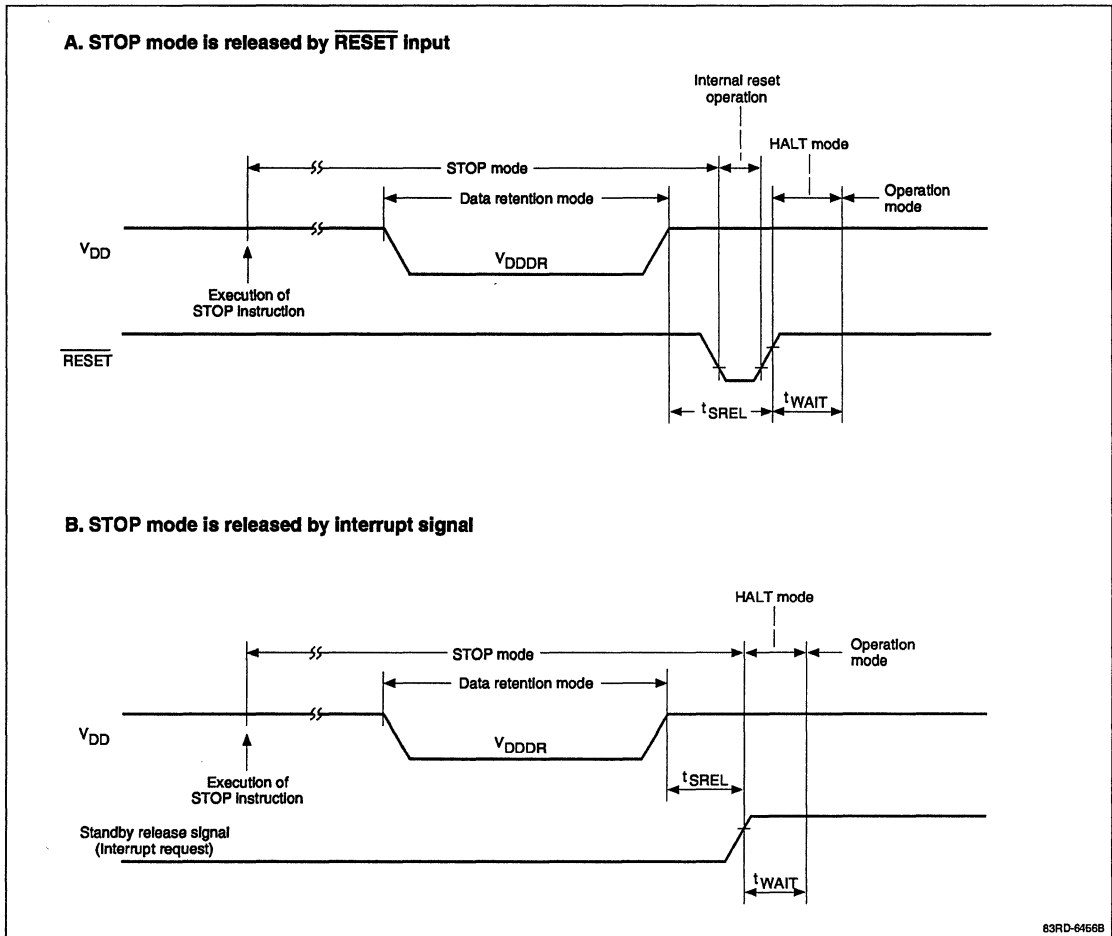 A. STOP mode is released by RESET input
Internal reset
operation
HALT mode
STOP mode
Data retention mode
Operation
mode
VDD
VDDDR
Execution of
STOP Instruction
RESET
tSREL
tWAIT
B. STOP mode is released by interrupt signal
HALT mode
STOP mode
Operation
mode
Data retention mode
VDD
VDDDR
Execution of
STOP Instruction
tSREL
Standby release signal
(Interrupt request)
tWAIT
83RD-6456B